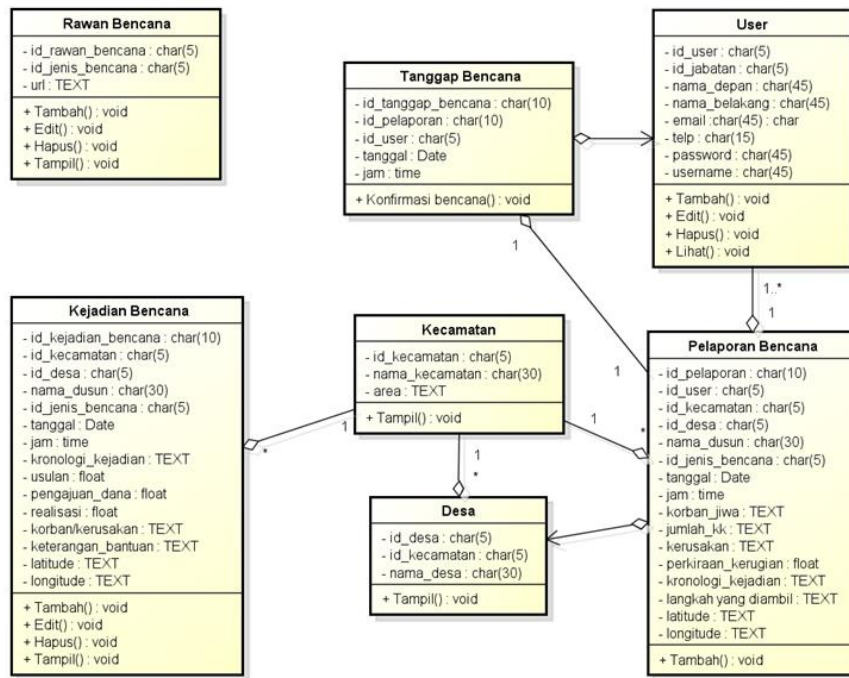 Rawan Bencana
- id_rawan_bencana : char(5)
- id_jenis_bencana : char(5)
- url : TEXT
+ Tambah() : void
+ Edit() : void
+ Hapus() : void
+ Tampil() : void
Tanggap Bencana
- id_tanggap_bencana : char(10)
- id_pelaporan : char(10)
- id_user : char(5)
- tanggal : Date
- jam : time
+ Konfirmasi bencana() : void
User
- id_user : char(5)
- id_jabatan : char(5)
- nama_depan : char(45)
- nama_belakang : char(45)
- email :char(45) : char
- telp : char(15)
- password : char(45)
- username : char(45)
+ Tambah() : void
+ Edit() : void
+ Hapus() : void
+ Lihat() : void
1
1
1..*
1
Kejadian Bencana
- id_kejadian_bencana : char(10)
- id_kecamatan : char(5)
- id_desa : char(5)
- nama_dusun : char(30)
- id_jenis_bencana : char(5)
- tanggal : Date
- jam : time
- kronologi_kejadian : TEXT
- usulan : float
- pengajuan_dana : float
- realisasi : float
- korban/kerusakan : TEXT
- keterangan_bantuan : TEXT
- latitude : TEXT
- longitude : TEXT
+ Tambah() : void
+ Edit() : void
+ Hapus() : void
+ Tampil() : void
* 1
Kecamatan
- id_kecamatan : char(5)
- nama_kecamatan : char(30)
- area : TEXT
+ Tampil() : void
1 *
1
*
Desa
- id_desa : char(5)
- id_kecamatan : char(5)
- nama_desa : char(30)
+ Tampil() : void
Pelaporan Bencana
- id_pelaporan : char(10)
- id_user : char(5)
- id_kecamatan : char(5)
- id_desa : char(5)
- nama_dusun : char(30)
- id_jenis_bencana : char(5)
- tanggal : Date
- jam : time
- korban_jiwa : TEXT
- jumlah_kk : TEXT
- kerusakan : TEXT
- perkiraan_kerugian : float
- kronologi_kejadian : TEXT
- langkah yang diambil : TEXT
- latitude : TEXT
- longitude : TEXT
+ Tambah() : void